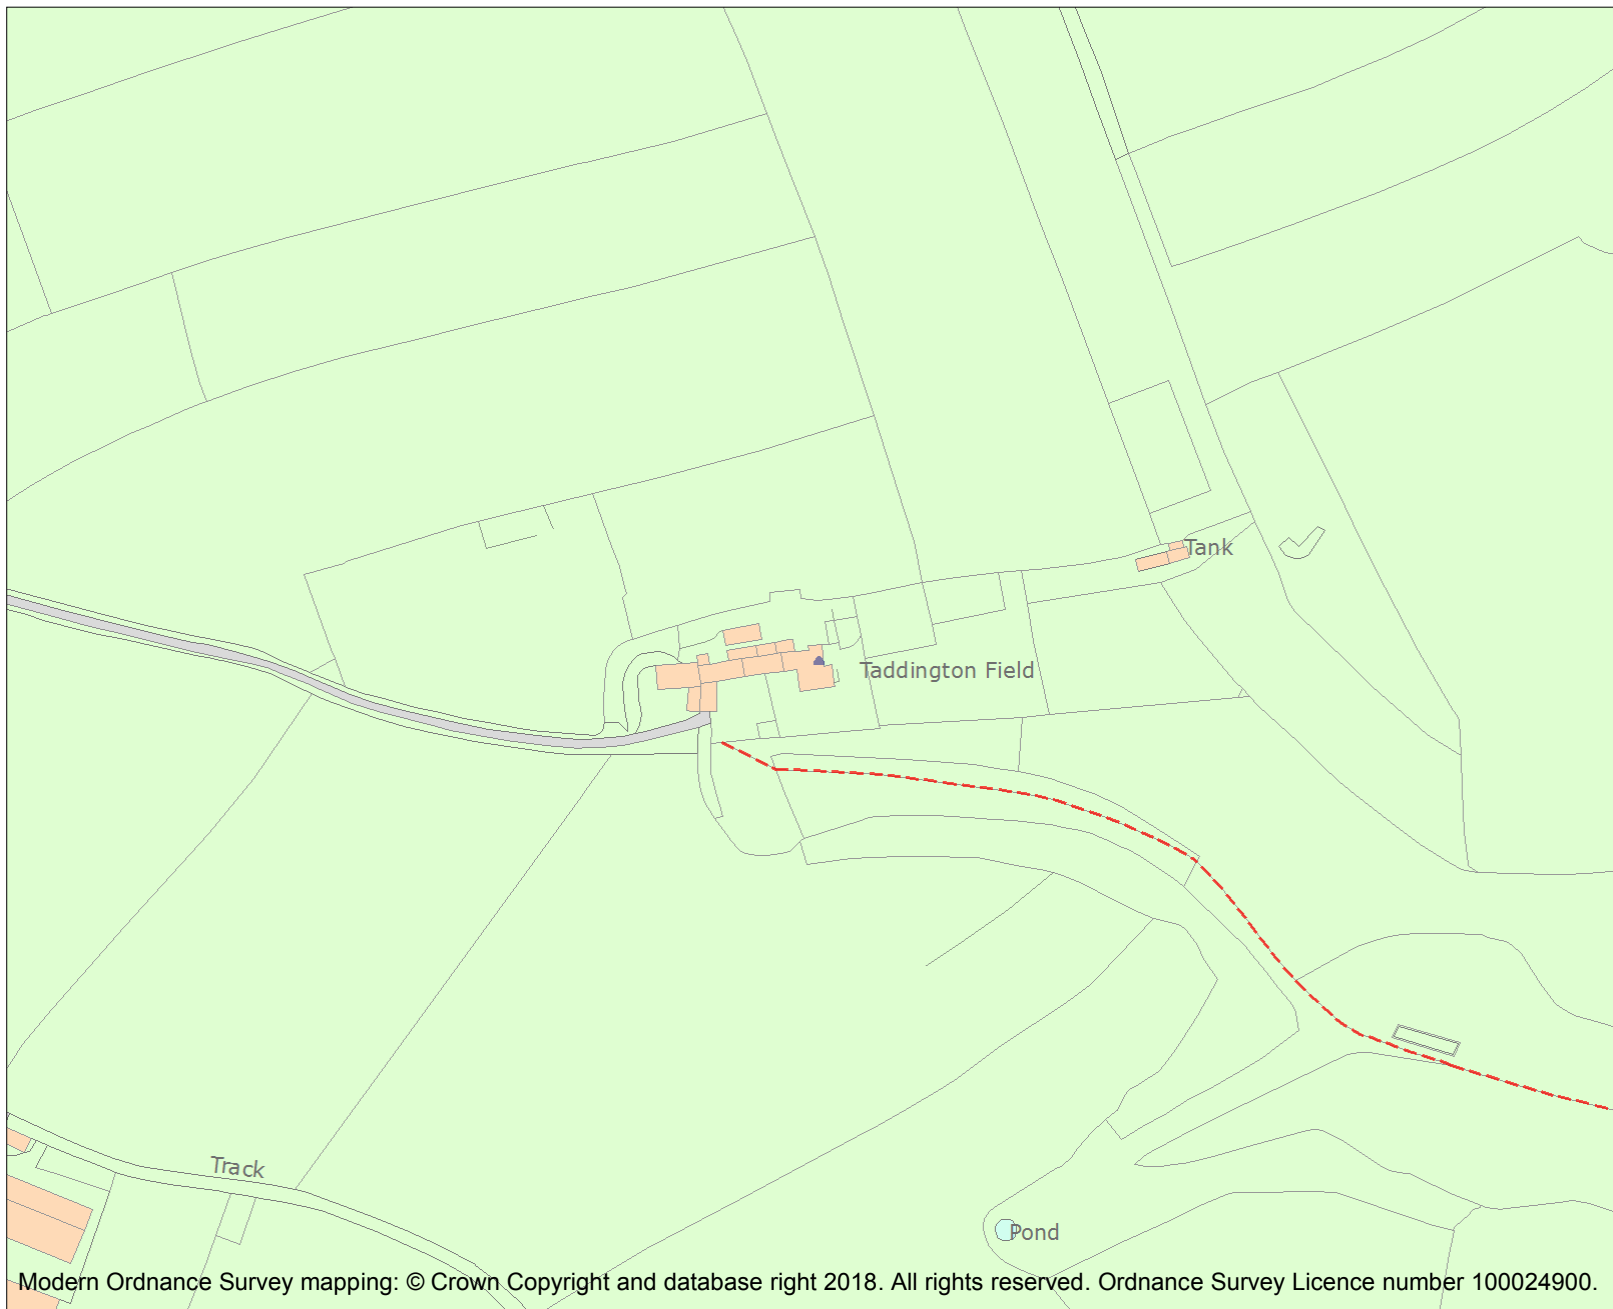 Tank
Taddington Field
Track
Pond
Modern Ordnance Survey mapping: © Crown Copyright and database right 2018. All rights reserved. Ordnance Survey Licence number 100024900.